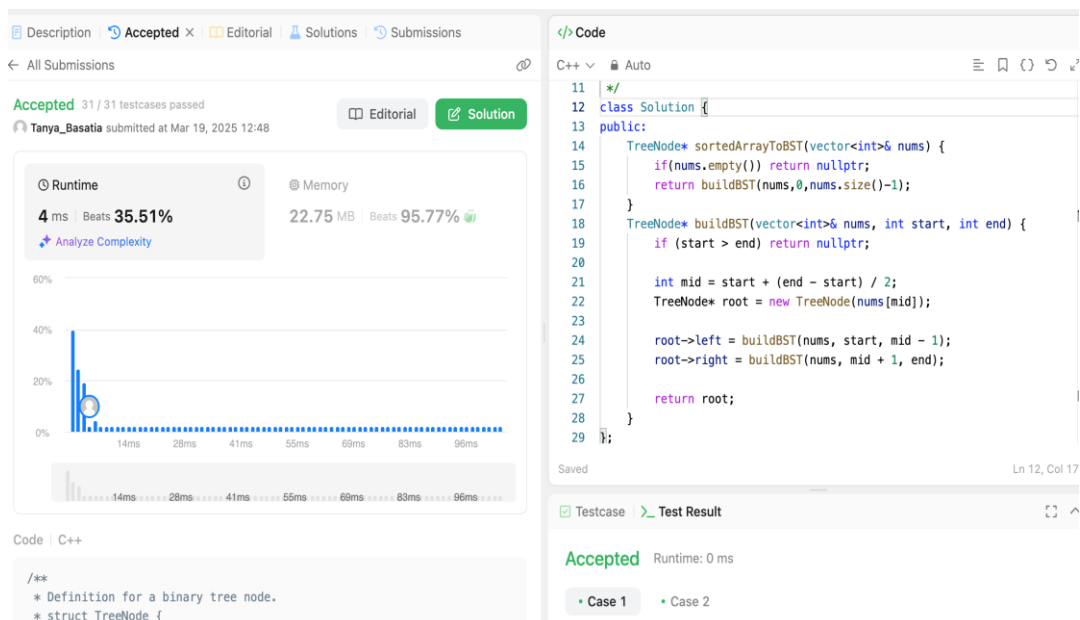 Description Accepted × Editorial Solutions Submissions
All Submissions
Accepted 31 / 31 testcases passed
Tanya_Basatia submitted at Mar 19, 2025 12:48
Editorial
Solution
Runtime
4 ms Beats 35.51%
Analyze Complexity
Memory
22.75 MB Beats 95.77%
60%
40%
20%
0%
14ms 28ms 41ms 55ms 69ms 83ms 96ms
14ms 28ms 41ms 55ms 69ms 83ms 96ms
Code C++
/**
* Definition for a binary tree node.
* struct TreeNode {
</> Code
C++ Auto
11 */
12 class Solution {
13 public:
14 TreeNode* sortedArrayToBST(vector<int>& nums) {
15 if(nums.empty()) return nullptr;
16 return buildBST(nums,0,nums.size()-1);
17 }
18 TreeNode* buildBST(vector<int>& nums, int start, int end) {
19 if (start > end) return nullptr;
20
21 int mid = start + (end - start) / 2;
22 TreeNode* root = new TreeNode(nums[mid]);
23
24 root->left = buildBST(nums, start, mid - 1);
25 root->right = buildBST(nums, mid + 1, end);
26
27 return root;
28 }
29 };
Saved Ln 12, Col 17
Testcase >_ Test Result
Accepted Runtime: 0 ms
• Case 1 • Case 2